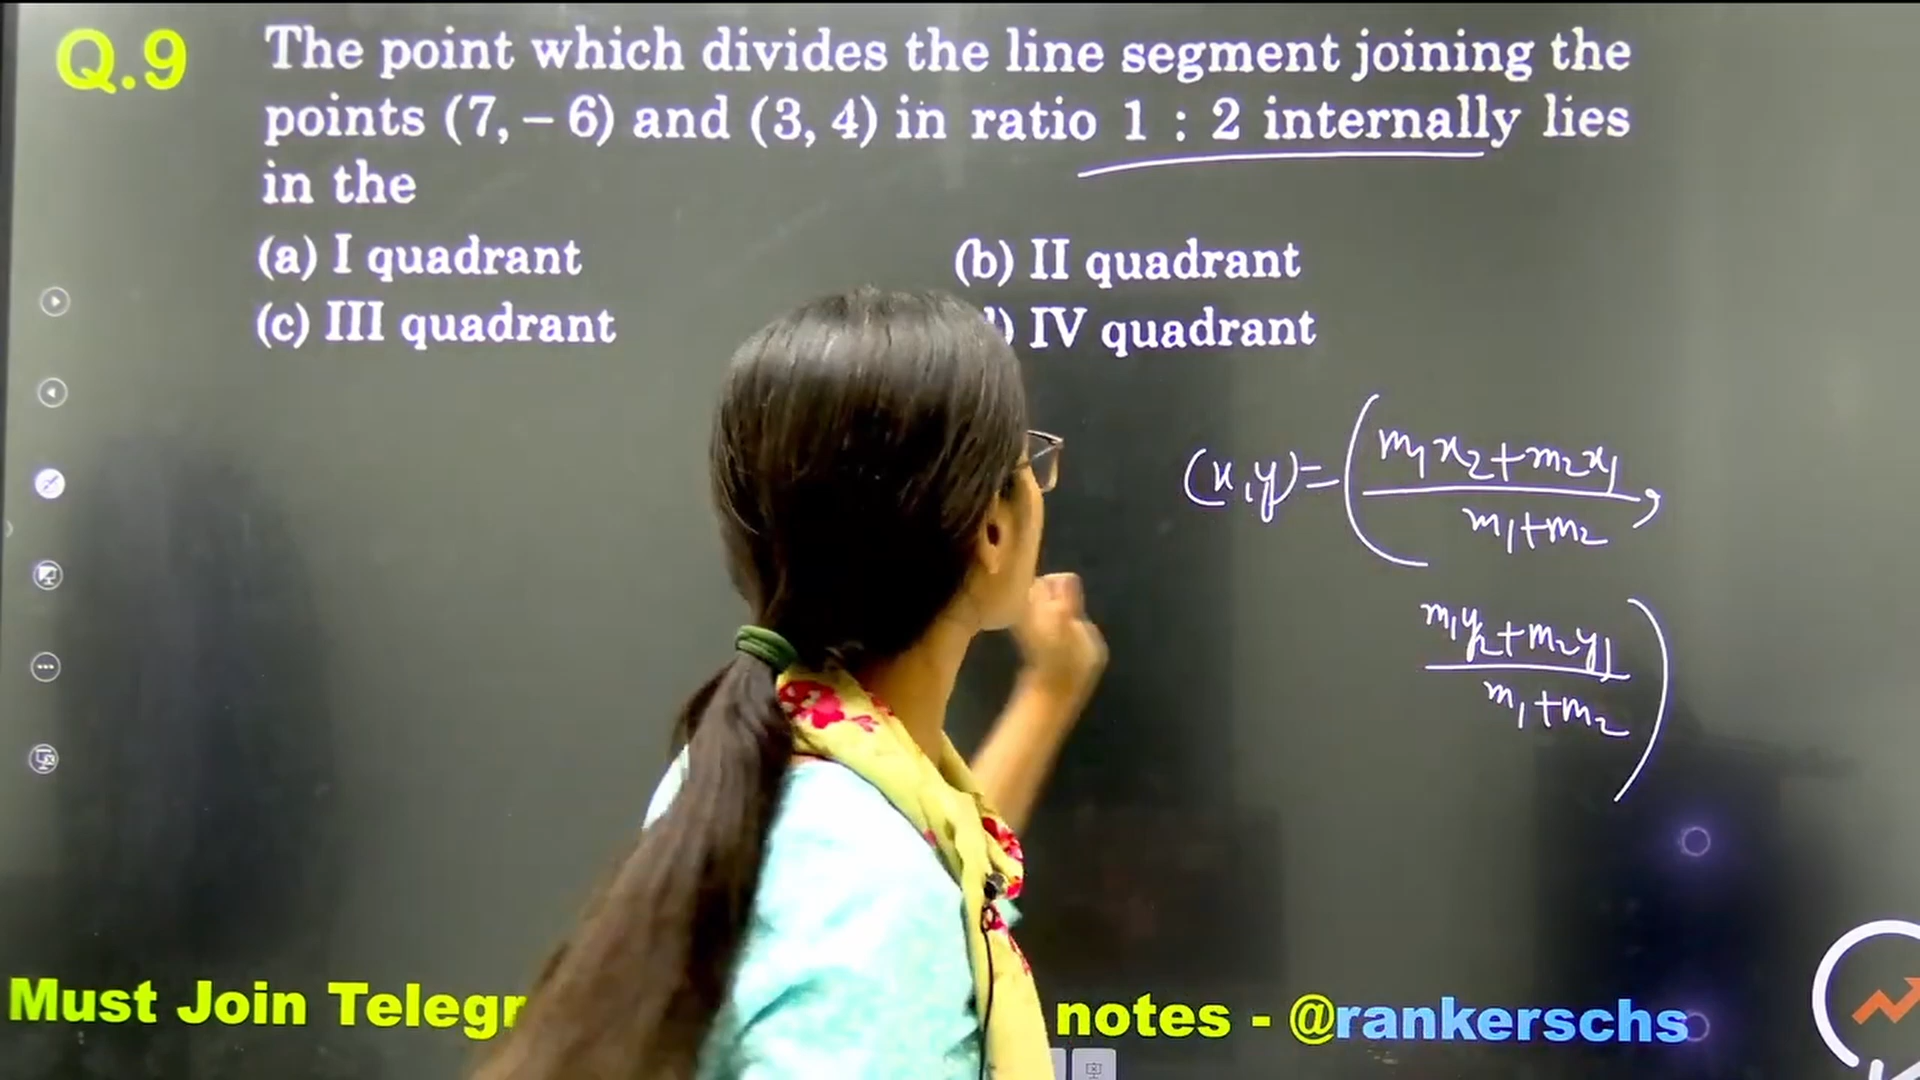 Q.9 The point which divides the line segment joining the
points (7, – 6) and (3, 4) in ratio 1 : 2 internally lies
in the
(a) I quadrant (b) II quadrant
(c) III quadrant ) IV quadrant
(x,y)=(m₁x₂+m₂x₁/m₁+m₂,
m₁y₂+m₂y₁/m₁+m₂)
Must Join Telegr notes - @rankerschs